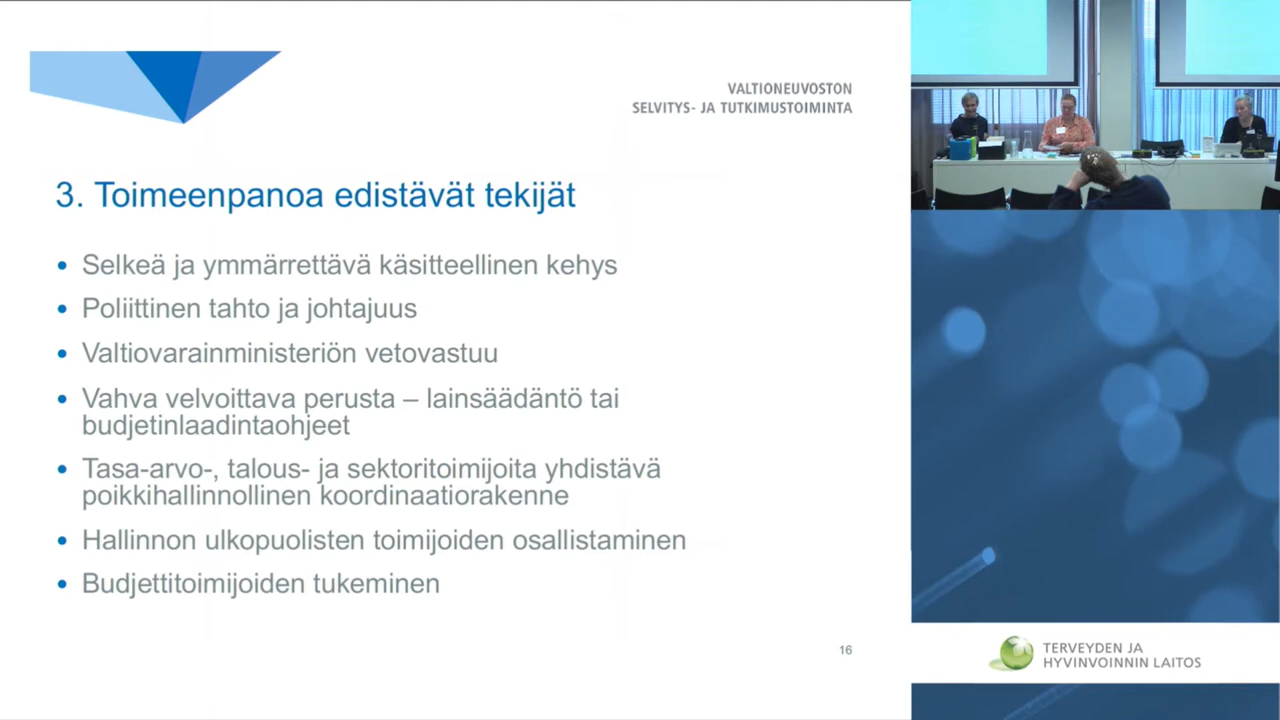 VALTIONEUVOSTON
SELVITYS- JA TUTKIMUSTOIMINTA
3. Toimeenpanoa edistävät tekijät
• Selkeä ja ymmärrettävä käsitteellinen kehys
• Poliittinen tahto ja johtajuus
• Valtiovarainministeriön vetovastuu
• Vahva velvoittava perusta – lainsäädäntö tai
budjetinlaadintaohjeet
• Tasa-arvo-, talous- ja sektoritoimijoita yhdistävä
poikkihallinnollinen koordinaatiorakenne
• Hallinnon ulkopuolisten toimijoiden osallistaminen
• Budjettitoimijoiden tukeminen
16
TERVEYDEN JA
HYVINVOINNIN LAITOS